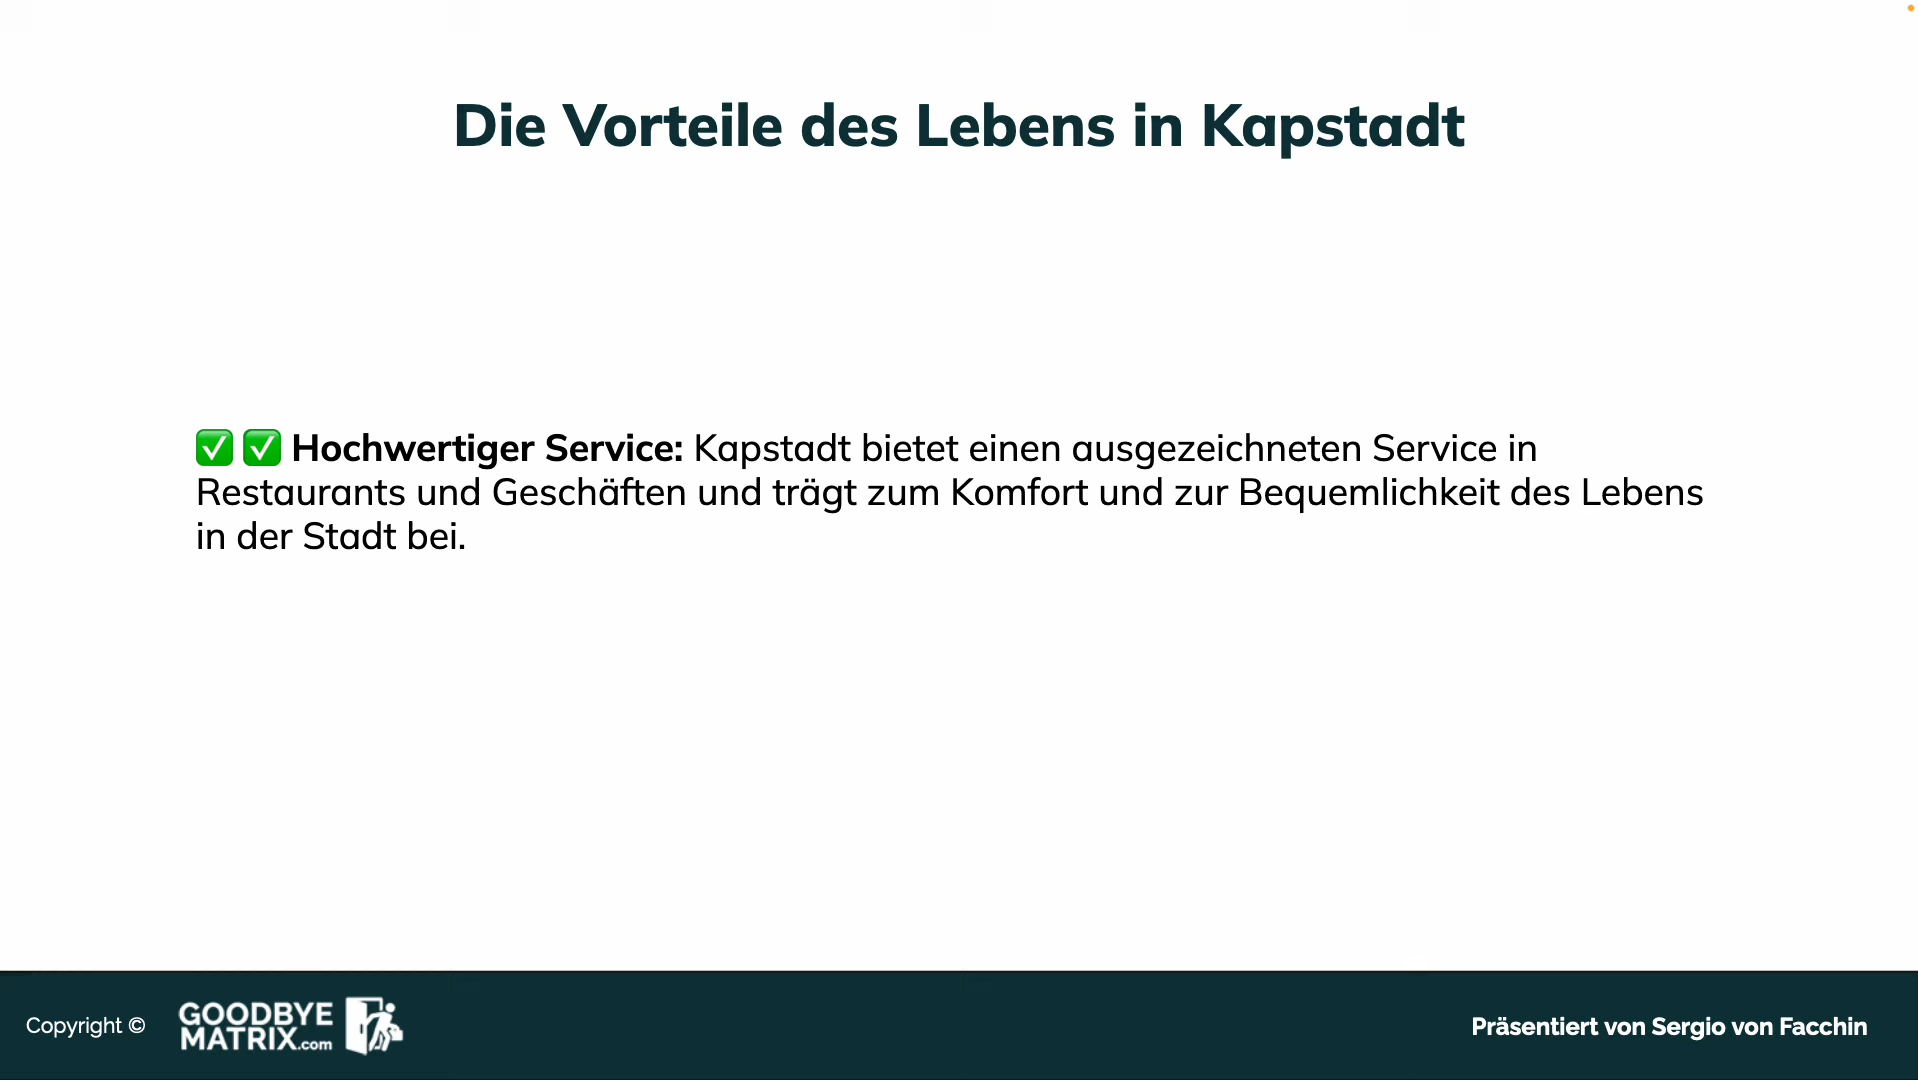 Die Vorteile des Lebens in Kapstadt
✅ ✅ Hochwertiger Service: Kapstadt bietet einen ausgezeichneten Service in
Restaurants und Geschäften und trägt zum Komfort und zur Bequemlichkeit des Lebens
in der Stadt bei.
Copyright ©
GOODBYE
MATRIX.com
Präsentiert von Sergio von Facchin